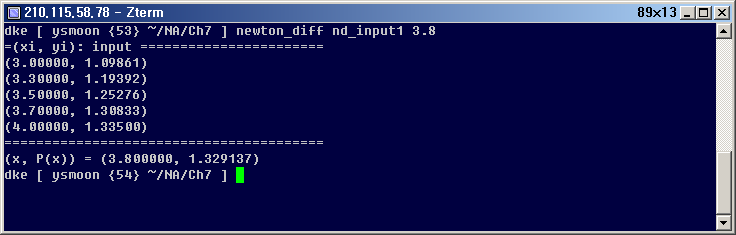 210.115.58.78 - Zterm 89×13
dke [ ysmoon {53} ~/NA/Ch7 ] newton_diff nd_input1 3.8
=(xi, yi): input =======================
(3.00000, 1.09861)
(3.30000, 1.19392)
(3.50000, 1.25276)
(3.70000, 1.30833)
(4.00000, 1.33500)
========================================
(x, P(x)) = (3.800000, 1.329137)
dke [ ysmoon {54} ~/NA/Ch7 ]